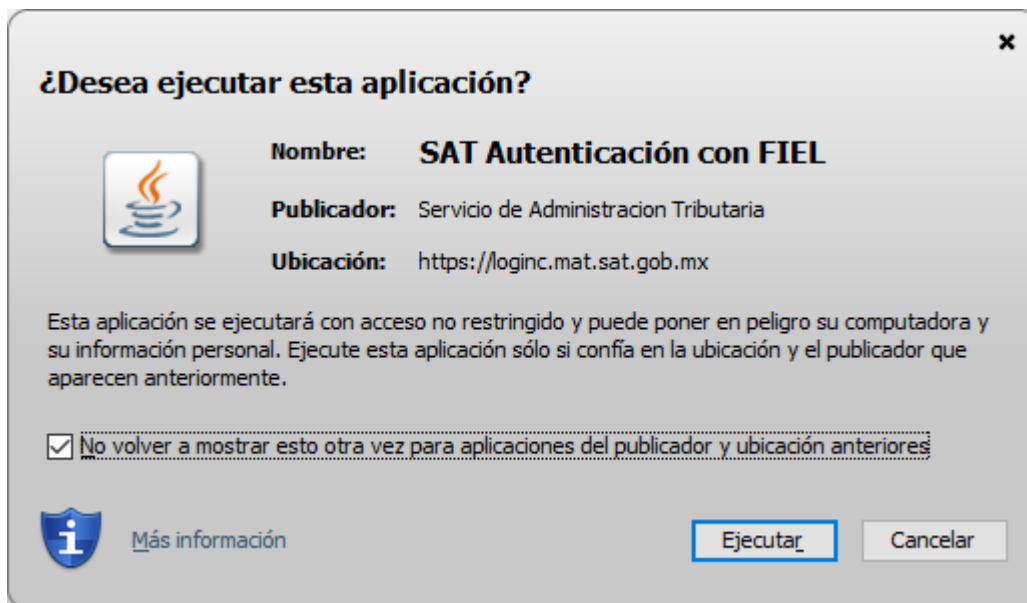 ¿Desea ejecutar esta aplicación?
Nombre: SAT Autenticación con FIEL
Publicador: Servicio de Administracion Tributaria
Ubicación: https://loginc.mat.sat.gob.mx
Esta aplicación se ejecutará con acceso no restringido y puede poner en peligro su computadora y
su información personal. Ejecute esta aplicación sólo si confía en la ubicación y el publicador que
aparecen anteriormente.
No volver a mostrar esto otra vez para aplicaciones del publicador y ubicación anteriores
Más información
Ejecutar
Cancelar